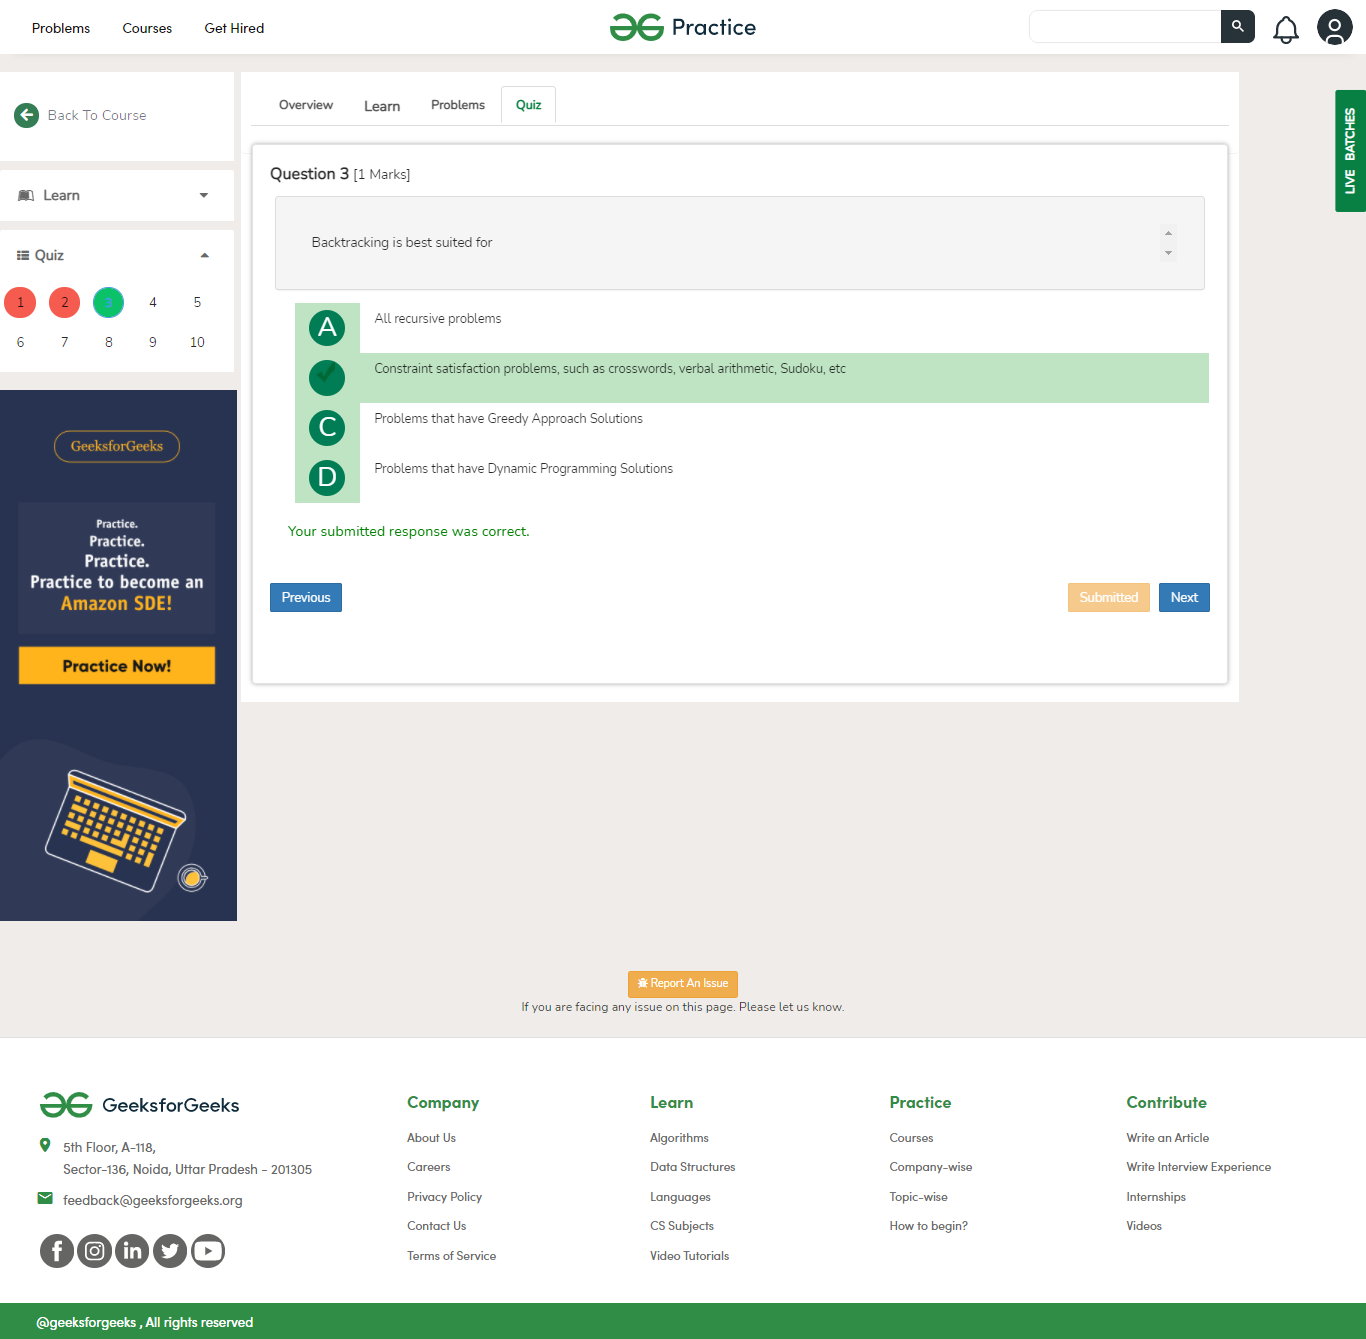 Problems
Courses
Get Hired
Practice
LIVE BATCHES
Back To Course
Learn
Quiz
1 2 3 4 5
6 7 8 9 10
GeeksforGeeks
Practice.
Practice.
Practice.
Practice to become an
Amazon SDE!
Practice Now!
Overview
Learn
Problems
Quiz
Question 3 [1 Marks]
Backtracking is best suited for
A All recursive problems
Constraint satisfaction problems, such as crosswords, verbal arithmetic, Sudoku, etc
C Problems that have Greedy Approach Solutions
D Problems that have Dynamic Programming Solutions
Your submitted response was correct.
Previous
Submitted
Next
Report An Issue
If you are facing any issue on this page. Please let us know.
GeeksforGeeks
5th Floor, A-118,
Sector-136, Noida, Uttar Pradesh - 201305
feedback@geeksforgeeks.org
Company
About Us
Careers
Privacy Policy
Contact Us
Terms of Service
Learn
Algorithms
Data Structures
Languages
CS Subjects
Video Tutorials
Practice
Courses
Company-wise
Topic-wise
How to begin?
Contribute
Write an Article
Write Interview Experience
Internships
Videos
@geeksforgeeks , All rights reserved